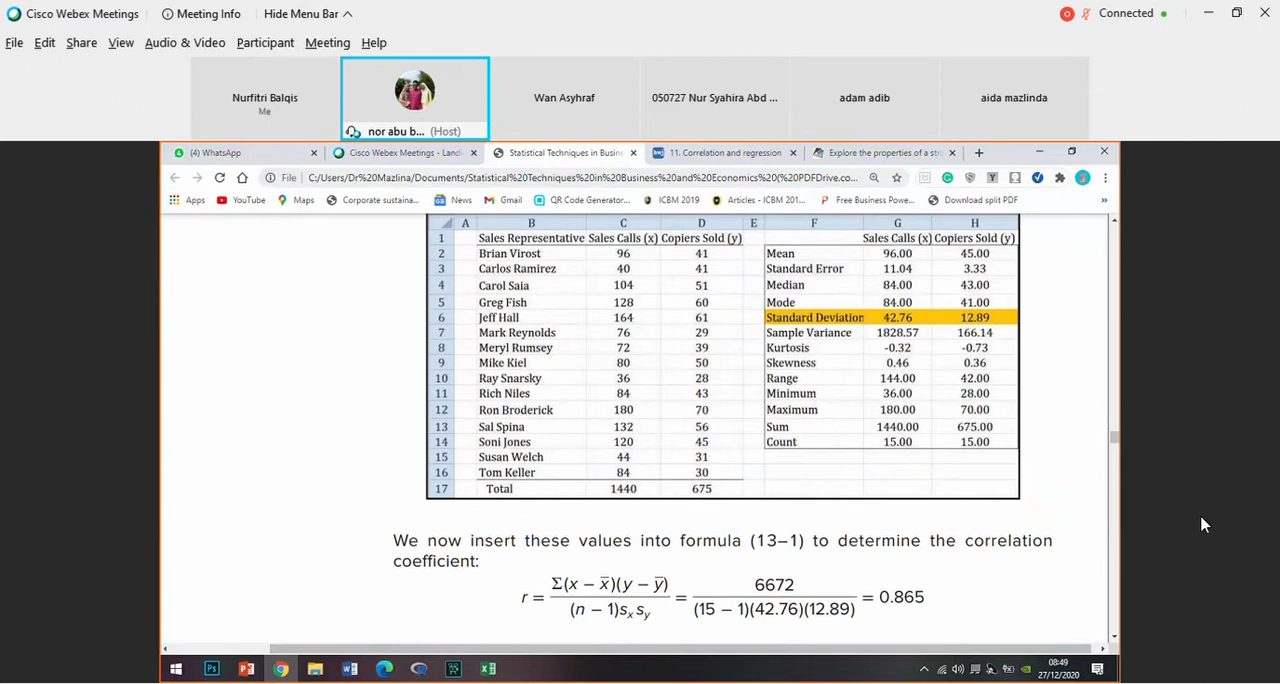 Cisco Webex Meetings Meeting Info Hide Menu Bar Connected
File Edit Share View Audio & Video Participant Meeting Help
Nurfitri Balqis
Me
nor abu b... (Host)
Wan Asyhraf
050727 Nur Syahira Abd ...
adam adib
aida mazlinda
(4) WhatsApp Cisco Webex Meetings - Land Statistical Techniques in Busin 11. Correlation and regression Explore the properties of a str
File C:/Users/Dr%20Mazlina/Documents/Statistical%20Techniques%20in%20Business%20and%20Economics%20(%20PDFDrive.co...
Apps YouTube Maps Corporate sustaina... News Gmail QR Code Generator... ICBM 2019 Articles - ICBM 201... Free Business Powe... Download split PDF
A B C D E F G H
1 Sales Representative Sales Calls (x) Copiers Sold (y) Sales Calls (x) Copiers Sold (y)
2 Brian Virost 96 41 Mean 96.00 45.00
3 Carlos Ramirez 40 41 Standard Error 11.04 3.33
4 Carol Saia 104 51 Median 84.00 43.00
5 Greg Fish 128 60 Mode 84.00 41.00
6 Jeff Hall 164 61 Standard Deviation 42.76 12.89
7 Mark Reynolds 76 29 Sample Variance 1828.57 166.14
8 Meryl Rumsey 72 39 Kurtosis -0.32 -0.73
9 Mike Kiel 80 50 Skewness 0.46 0.36
10 Ray Snarsky 36 28 Range 144.00 42.00
11 Rich Niles 84 43 Minimum 36.00 28.00
12 Ron Broderick 180 70 Maximum 180.00 70.00
13 Sal Spina 132 56 Sum 1440.00 675.00
14 Soni Jones 120 45 Count 15.00 15.00
15 Susan Welch 44 31
16 Tom Keller 84 30
17 Total 1440 675
We now insert these values into formula (13–1) to determine the correlation
coefficient:
r = Σ(x − x̄)(y − ȳ) / (n − 1)sₓ sᵧ = 6672 / (15 − 1)(42.76)(12.89) = 0.865
08:49
27/12/2020